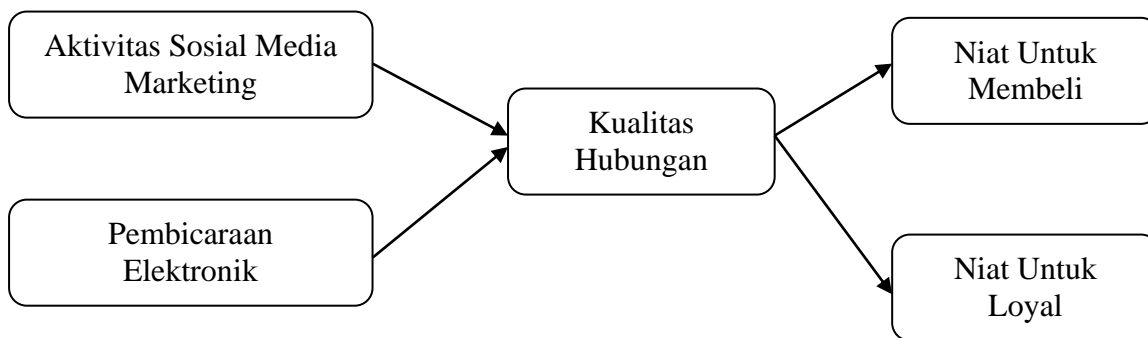 Aktivitas Sosial Media
Marketing
Pembicaraan
Elektronik
Kualitas
Hubungan
Niat Untuk
Membeli
Niat Untuk
Loyal